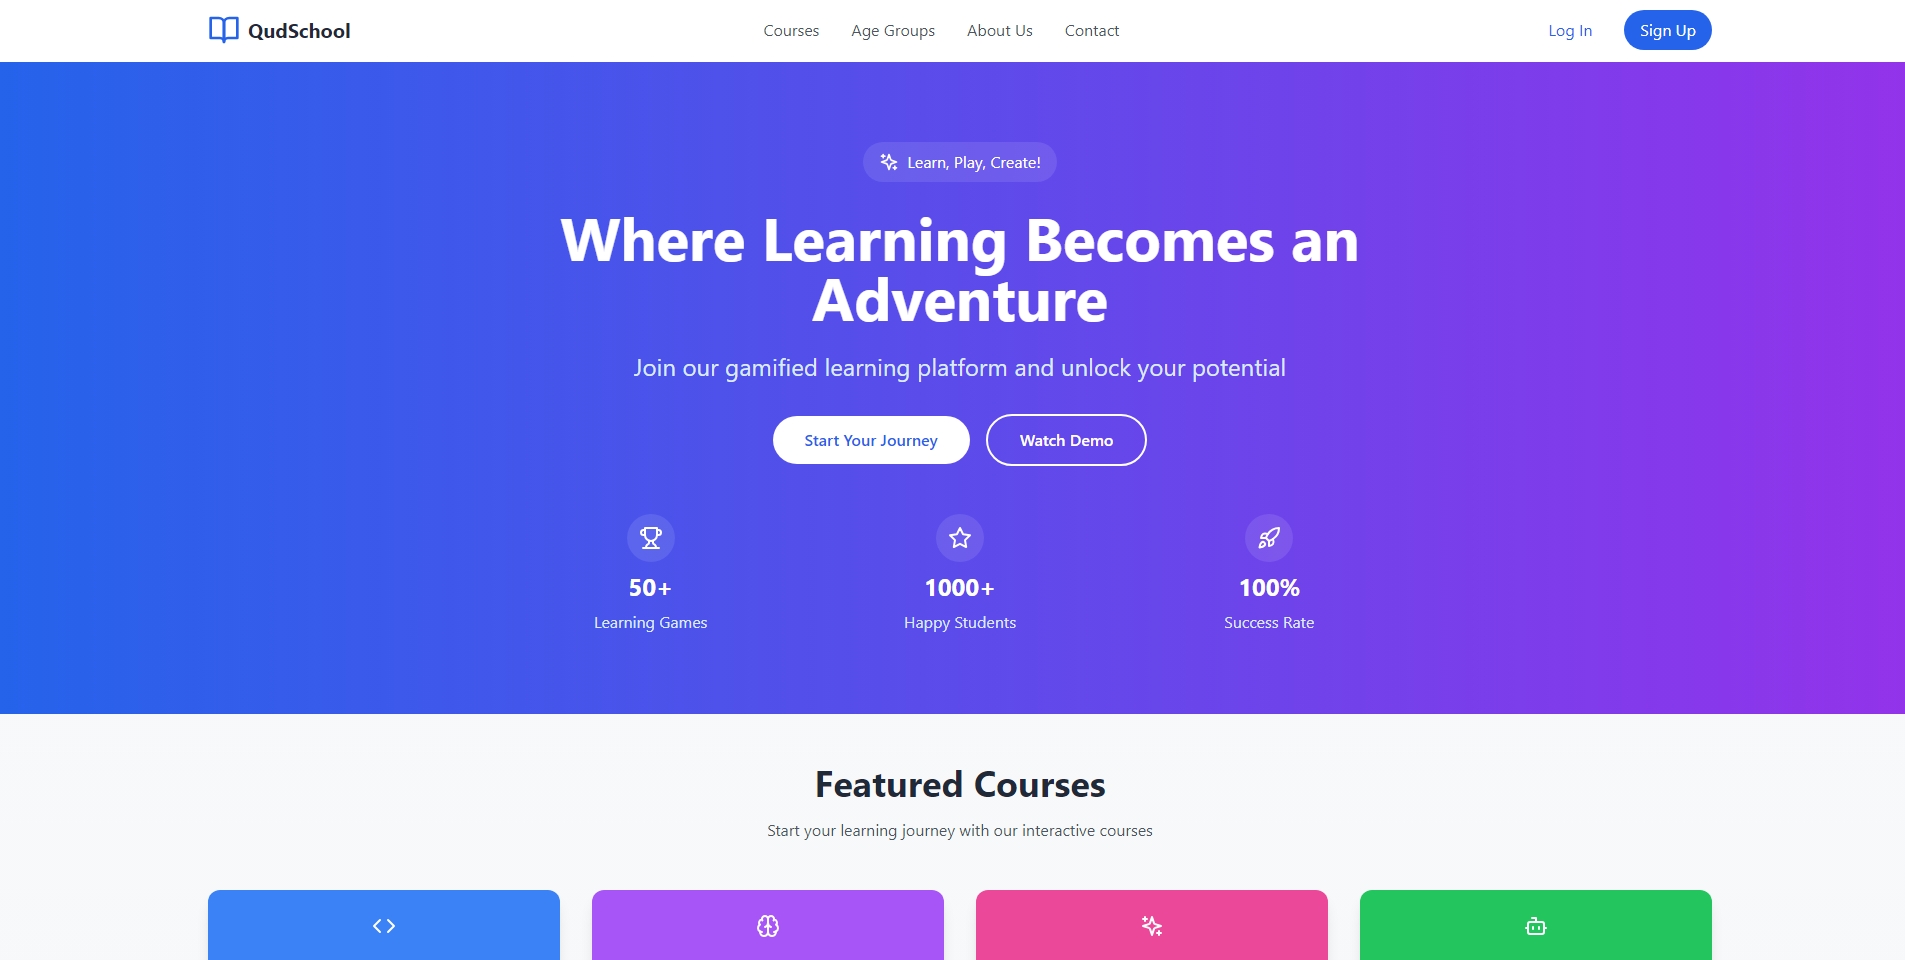 QudSchool
Courses
Age Groups
About Us
Contact
Log In
Sign Up
Learn, Play, Create!
Where Learning Becomes an
Adventure
Join our gamified learning platform and unlock your potential
Start Your Journey
Watch Demo
50+
Learning Games
1000+
Happy Students
100%
Success Rate
Featured Courses
Start your learning journey with our interactive courses